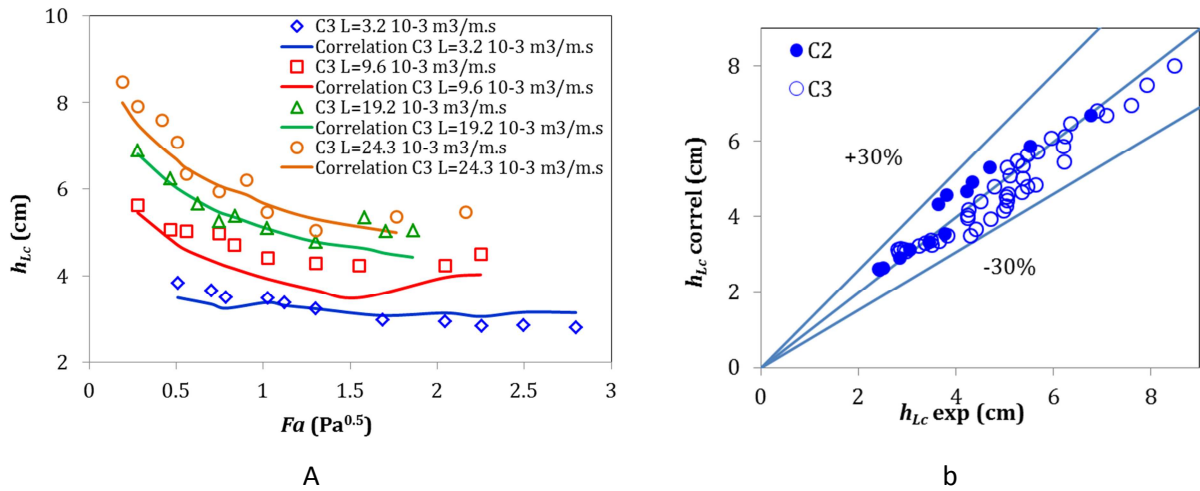 10
8
6
4
2
h_Lc (cm)
C3 L=3.2 10-3 m3/m.s
Correlation C3 L=3.2 10-3 m3/m.s
C3 L=9.6 10-3 m3/m.s
Correlation C3 L=9.6 10-3 m3/m.s
C3 L=19.2 10-3 m3/m.s
Correlation C3 L=19.2 10-3 m3/m.s
C3 L=24.3 10-3 m3/m.s
Correlation C3 L=24.3 10-3 m3/m.s
0 0.5 1 1.5 2 2.5 3
Fa (Pa^0.5)
A
8
6
4
2
0
h_Lc correl (cm)
C2
C3
+30%
-30%
0 2 4 6 8
h_Lc exp (cm)
b